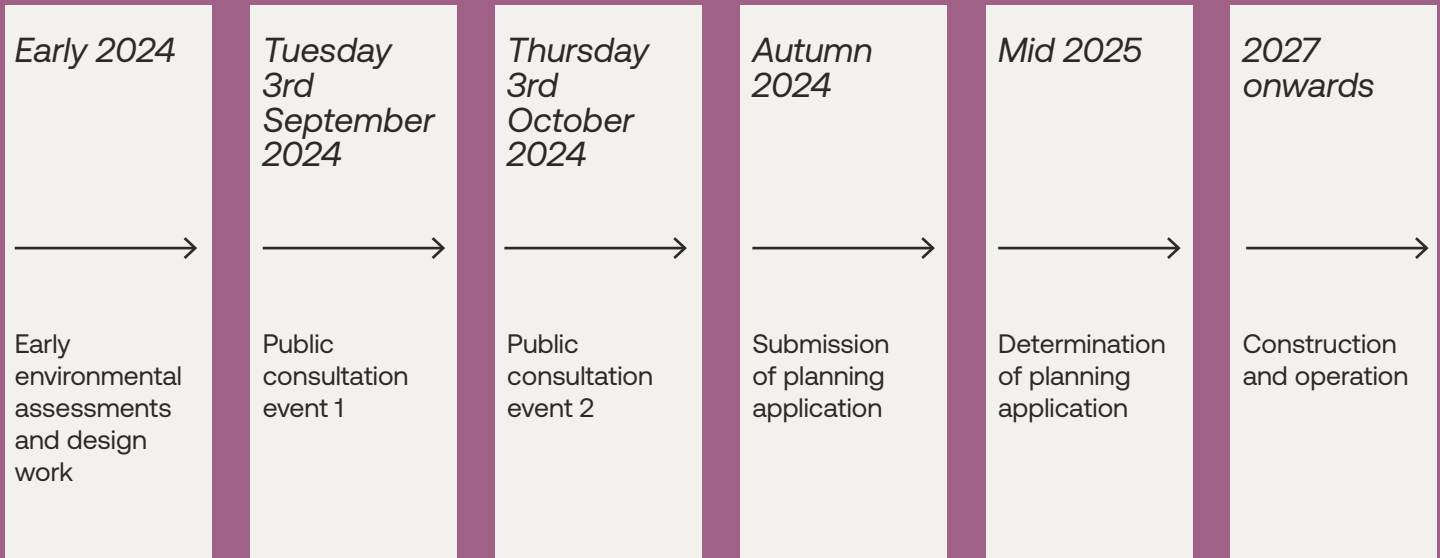 Early 2024
Tuesday
3rd
September
2024
Thursday
3rd
October
2024
Autumn
2024
Mid 2025
2027
onwards
Early
environmental
assessments
and design
work
Public
consultation
event 1
Public
consultation
event 2
Submission
of planning
application
Determination
of planning
application
Construction
and operation